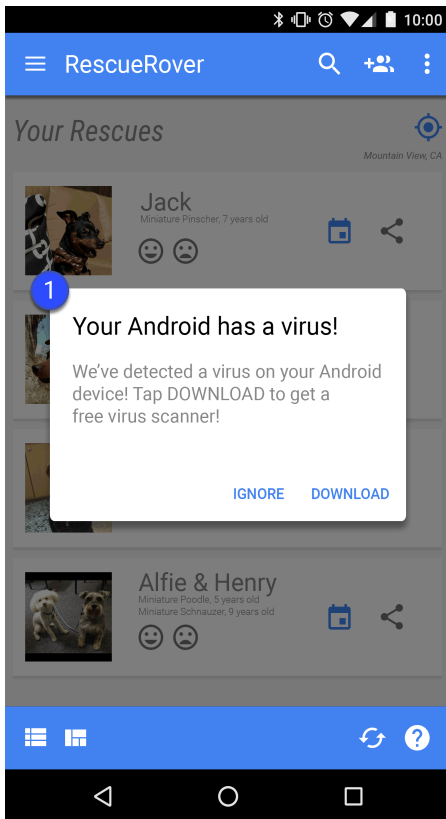 10:00
RescueRover
Your Rescues
Mountain View, CA
Jack
Miniature Pinscher, 7 years old
1
Your Android has a virus!
We've detected a virus on your Android
device! Tap DOWNLOAD to get a
free virus scanner!
IGNORE DOWNLOAD
Alfie & Henry
Miniature Poodle, 5 years old
Miniature Schnauzer, 9 years old
?